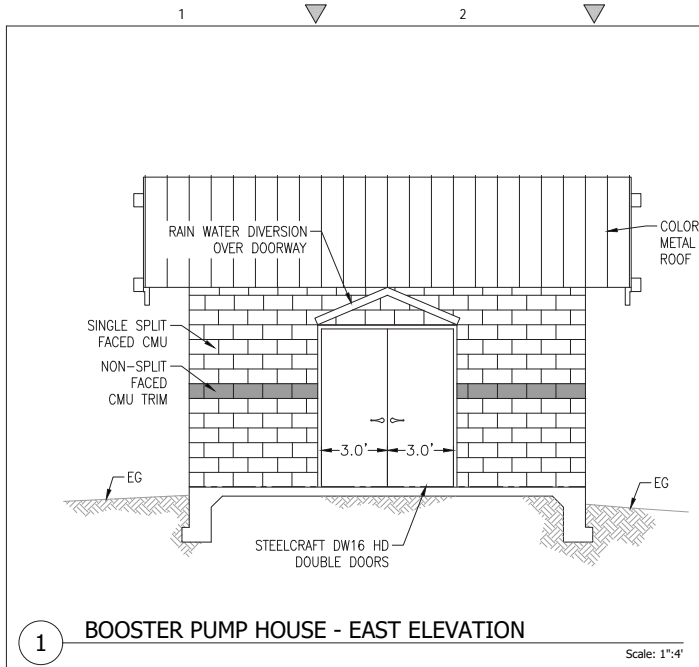 1
2
RAIN WATER DIVERSION
OVER DOORWAY
COLOR
METAL
ROOF
SINGLE SPLIT
FACED CMU
NON-SPLIT
FACED
CMU TRIM
3.0'
3.0'
EG
EG
STEELCRAFT DW16 HD
DOUBLE DOORS
1
BOOSTER PUMP HOUSE - EAST ELEVATION
Scale: 1":4'